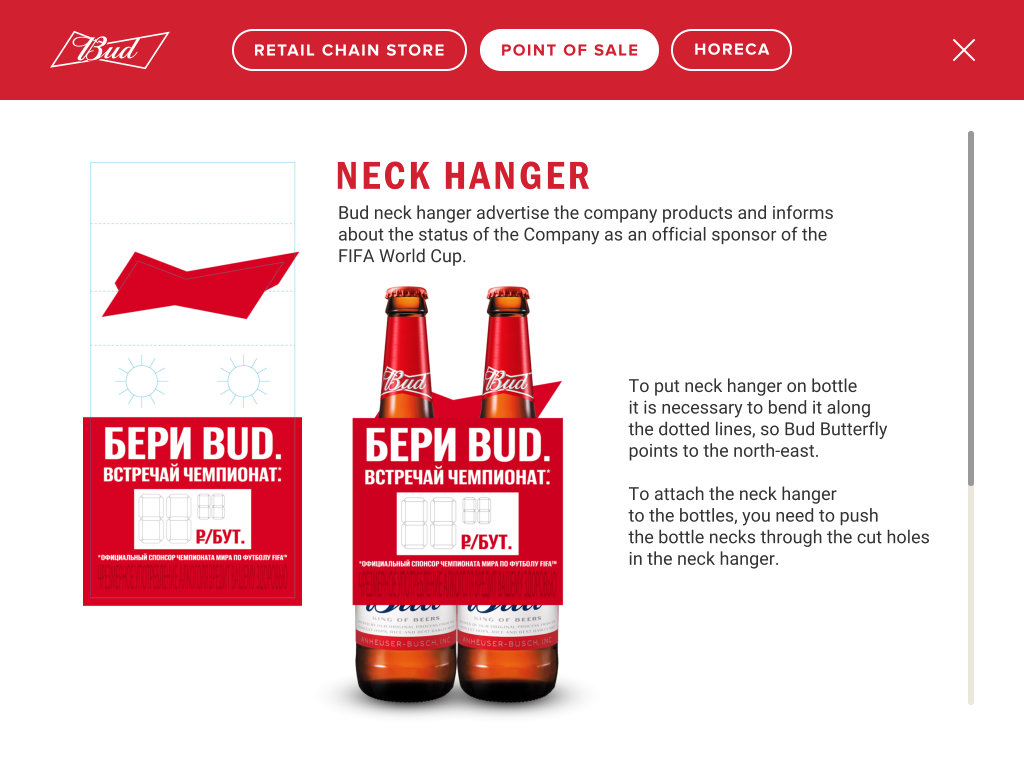 Bud
RETAIL CHAIN STORE
POINT OF SALE
HORECA
NECK HANGER
Bud neck hanger advertise the company products and informs
about the status of the Company as an official sponsor of the
FIFA World Cup.
БЕРИ BUD.
ВСТРЕЧАЙ ЧЕМПИОНАТ.*
₽/БУТ.
*ОФИЦИАЛЬНЫЙ СПОНСОР ЧЕМПИОНАТА МИРА ПО ФУТБОЛУ FIFA™
Bud
Bud
БЕРИ BUD.
ВСТРЕЧАЙ ЧЕМПИОНАТ.*
₽/БУТ.
*ОФИЦИАЛЬНЫЙ СПОНСОР ЧЕМПИОНАТА МИРА ПО ФУТБОЛУ FIFA™
Bud
Bud
KING OF BEERS
KING OF BEERS
ANHEUSER-BUSCH, INC.
ANHEUSER-BUSCH, INC.
To put neck hanger on bottle
it is necessary to bend it along
the dotted lines, so Bud Butterfly
points to the north-east.
To attach the neck hanger
to the bottles, you need to push
the bottle necks through the cut holes
in the neck hanger.